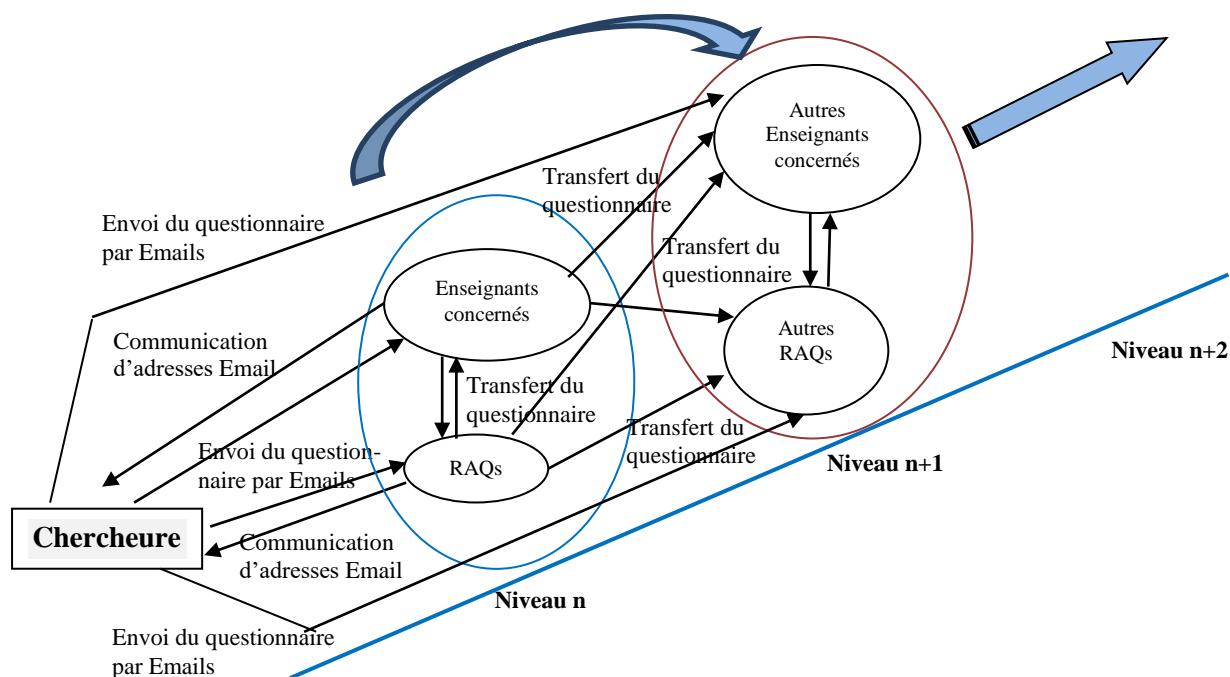 Autres
Enseignants
concernés
Transfert du
questionnaire
Envoi du questionnaire
par Emails
Transfert du
questionnaire
Enseignants
concernés
Autres
RAQs
Niveau n+2
Communication
d’adresses Email
Transfert du
questionnaire
Transfert du
questionnaire
Niveau n+1
Envoi du question-
naire par Emails
RAQs
Chercheure
Communication
d’adresses Email
Niveau n
Envoi du questionnaire
par Emails